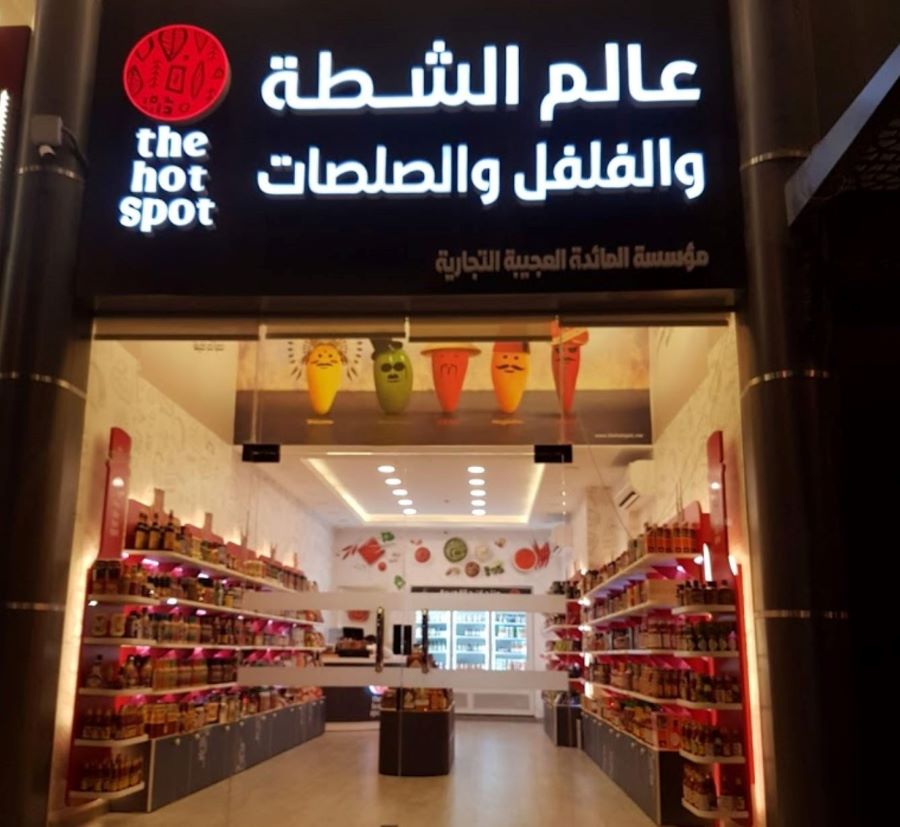 the
hot
spot
عالم الشطة
والفلفل والصلصات
مؤسسة المائدة العجيبة التجارية